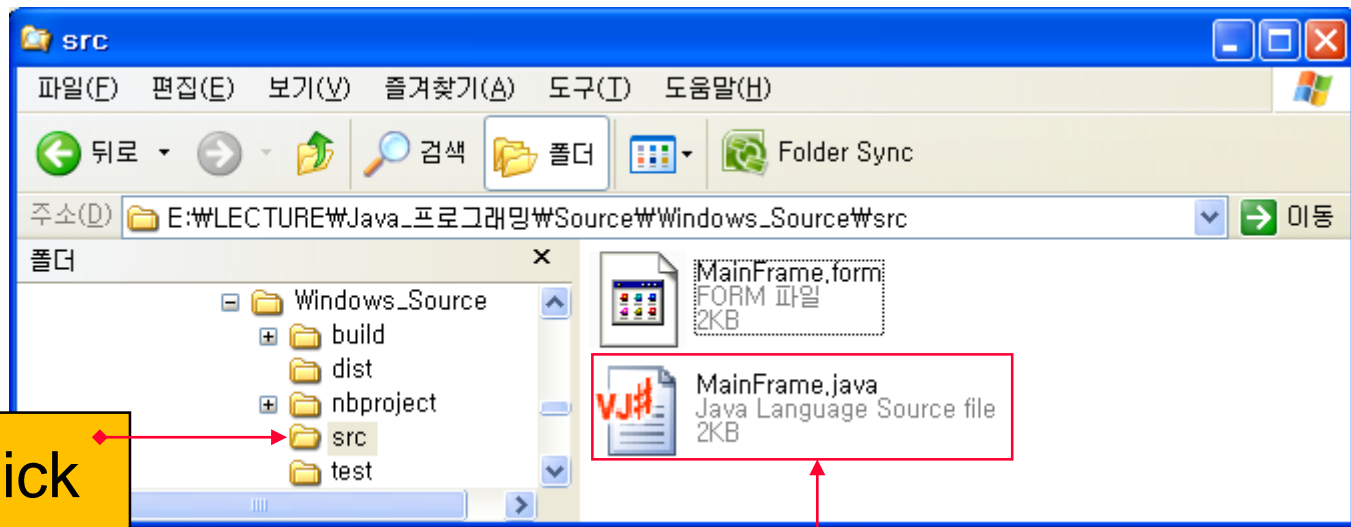 src
파일(F) 편집(E) 보기(V) 즐겨찾기(A) 도구(T) 도움말(H)
뒤로 검색 폴더 Folder Sync
주소(D) E:₩LECTURE₩Java_프로그래밍₩Source₩Windows_Source₩src 이동
폴더
Windows_Source
build
dist
nbproject
src
test
MainFrame,form
FORM 파일
2KB
VJ#
MainFrame,java
Java Language Source file
2KB
ick